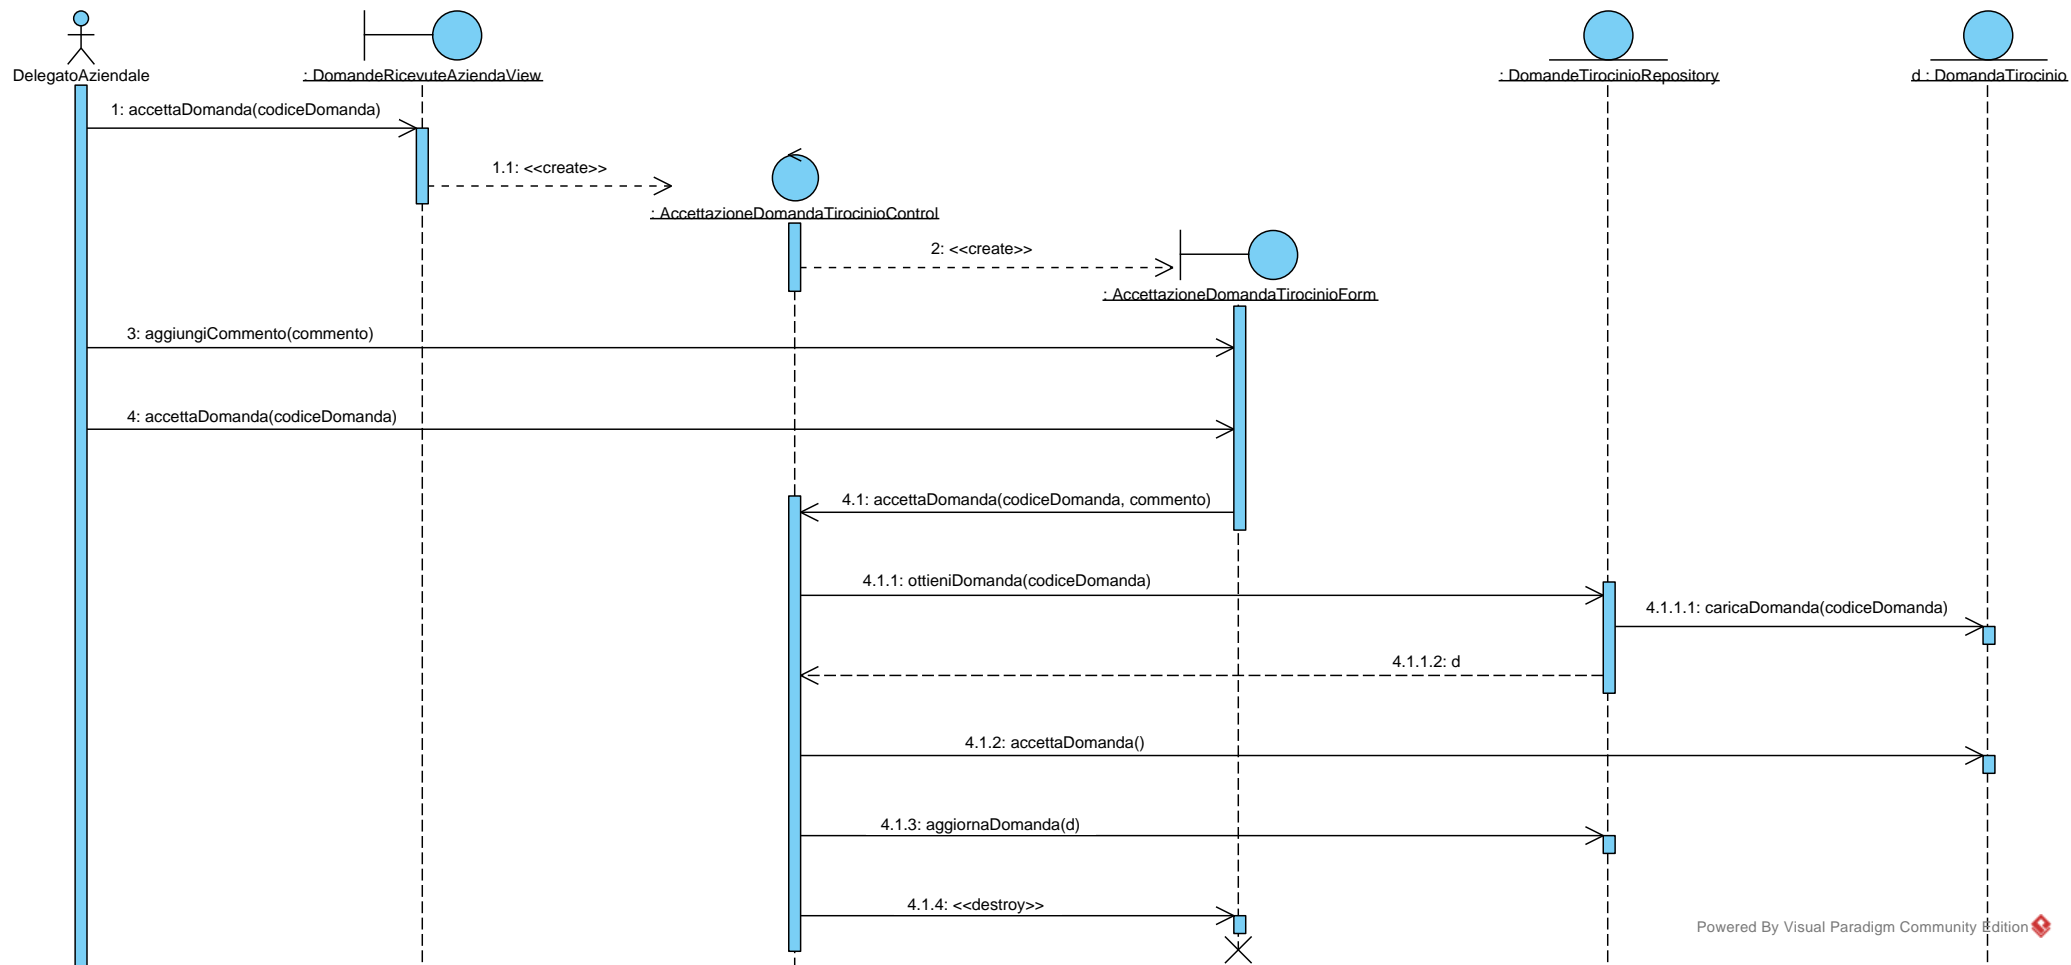 DelegatoAziendale
: DomandeRicevuteAziendaView
: DomandeTirocinioRepository
d : DomandaTirocinio
1: accettaDomanda(codiceDomanda)
1.1: <<create>>
: AccettazioneDomandaTirocinioControl
2: <<create>>
: AccettazioneDomandaTirocinioForm
3: aggiungiCommento(commento)
4: accettaDomanda(codiceDomanda)
4.1: accettaDomanda(codiceDomanda, commento)
4.1.1: ottieniDomanda(codiceDomanda)
4.1.1.1: caricaDomanda(codiceDomanda)
4.1.1.2: d
4.1.2: accettaDomanda()
4.1.3: aggiornaDomanda(d)
4.1.4: <<destroy>>
Powered By Visual Paradigm Community Edition